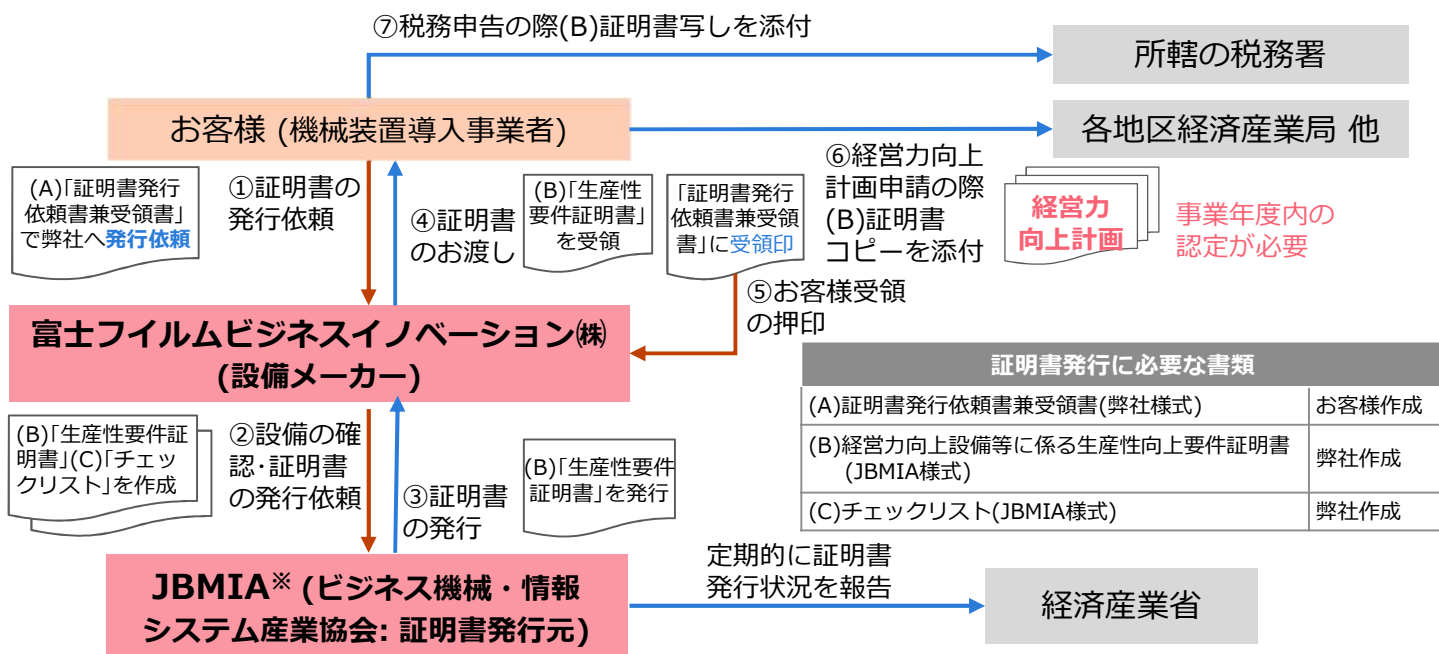 ⑦税務申告の際(B)証明書写しを添付
所轄の税務署
お客様 (機械装置導入事業者)
各地区経済産業局 他
(A)「証明書発行
依頼書兼受領書」
で弊社へ発行依頼
①証明書の
発行依頼
④証明書
のお渡し
(B)「生産性
要件証明書」
を受領
「証明書発行
依頼書兼受領
書」に受領印
⑥経営力向上
計画申請の際
(B)証明書
コピーを添付
経営力
向上計画
事業年度内の
認定が必要
⑤お客様受領
の押印
富士フイルムビジネスイノベーション㈱
(設備メーカー)
証明書発行に必要な書類
(A)証明書発行依頼書兼受領書(弊社様式)
お客様作成
(B)経営力向上設備等に係る生産性向上要件証明書
(JBMIA様式)
弊社作成
(C)チェックリスト(JBMIA様式)
弊社作成
(B)「生産性要件証
明書」(C)「チェッ
クリスト」を作成
②設備の確
認・証明書
の発行依頼
③証明書
の発行
(B)「生産性要件
証明書」を発行
JBMIA※ (ビジネス機械・情報
システム産業協会: 証明書発行元)
定期的に証明書
発行状況を報告
経済産業省